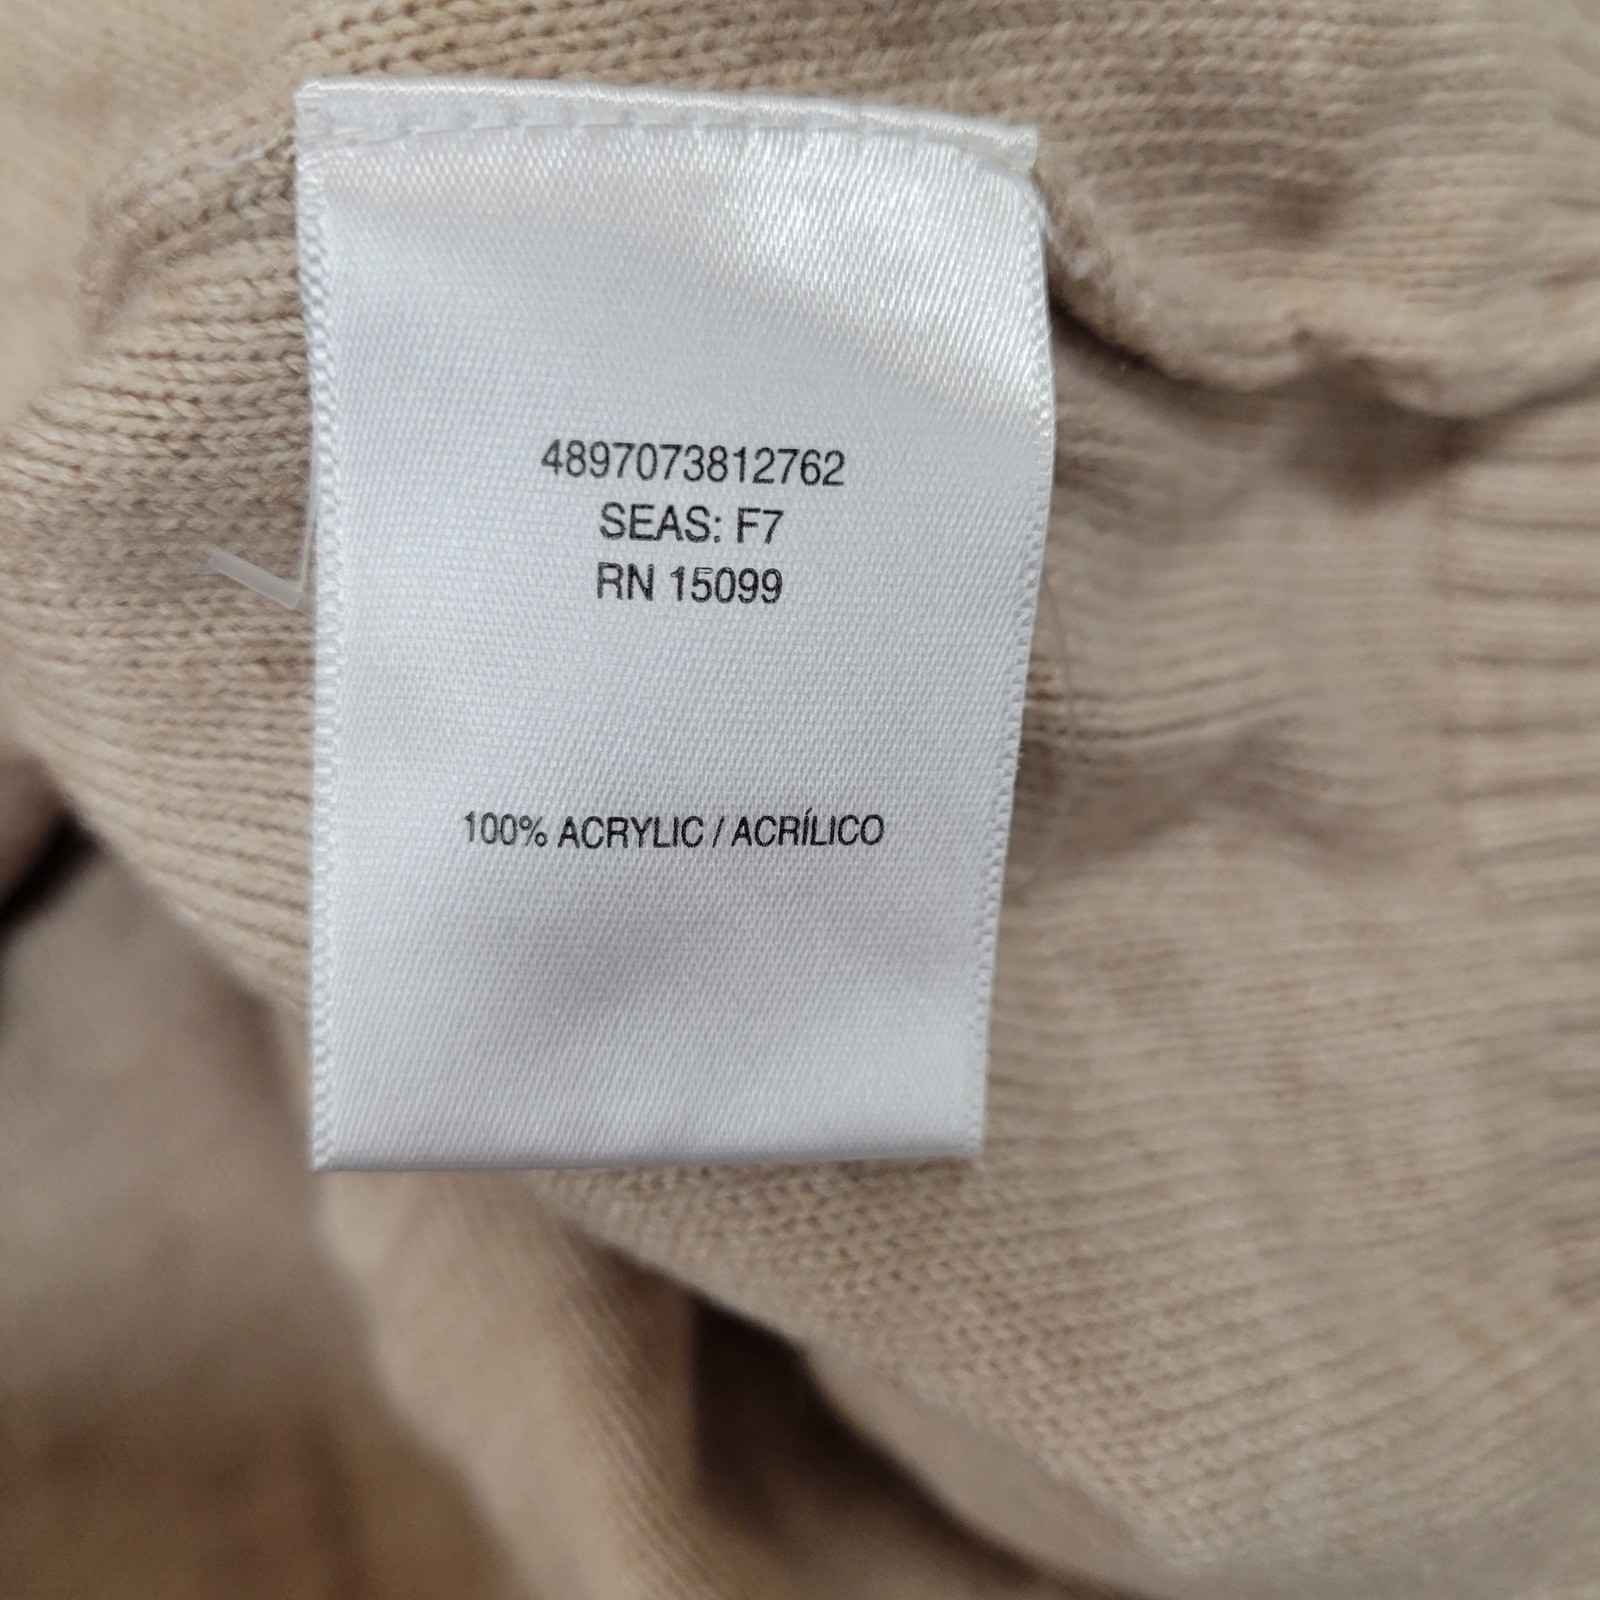 4897073812762
SEAS: F7
RN 15099
100% ACRYLIC / ACRÍLICO